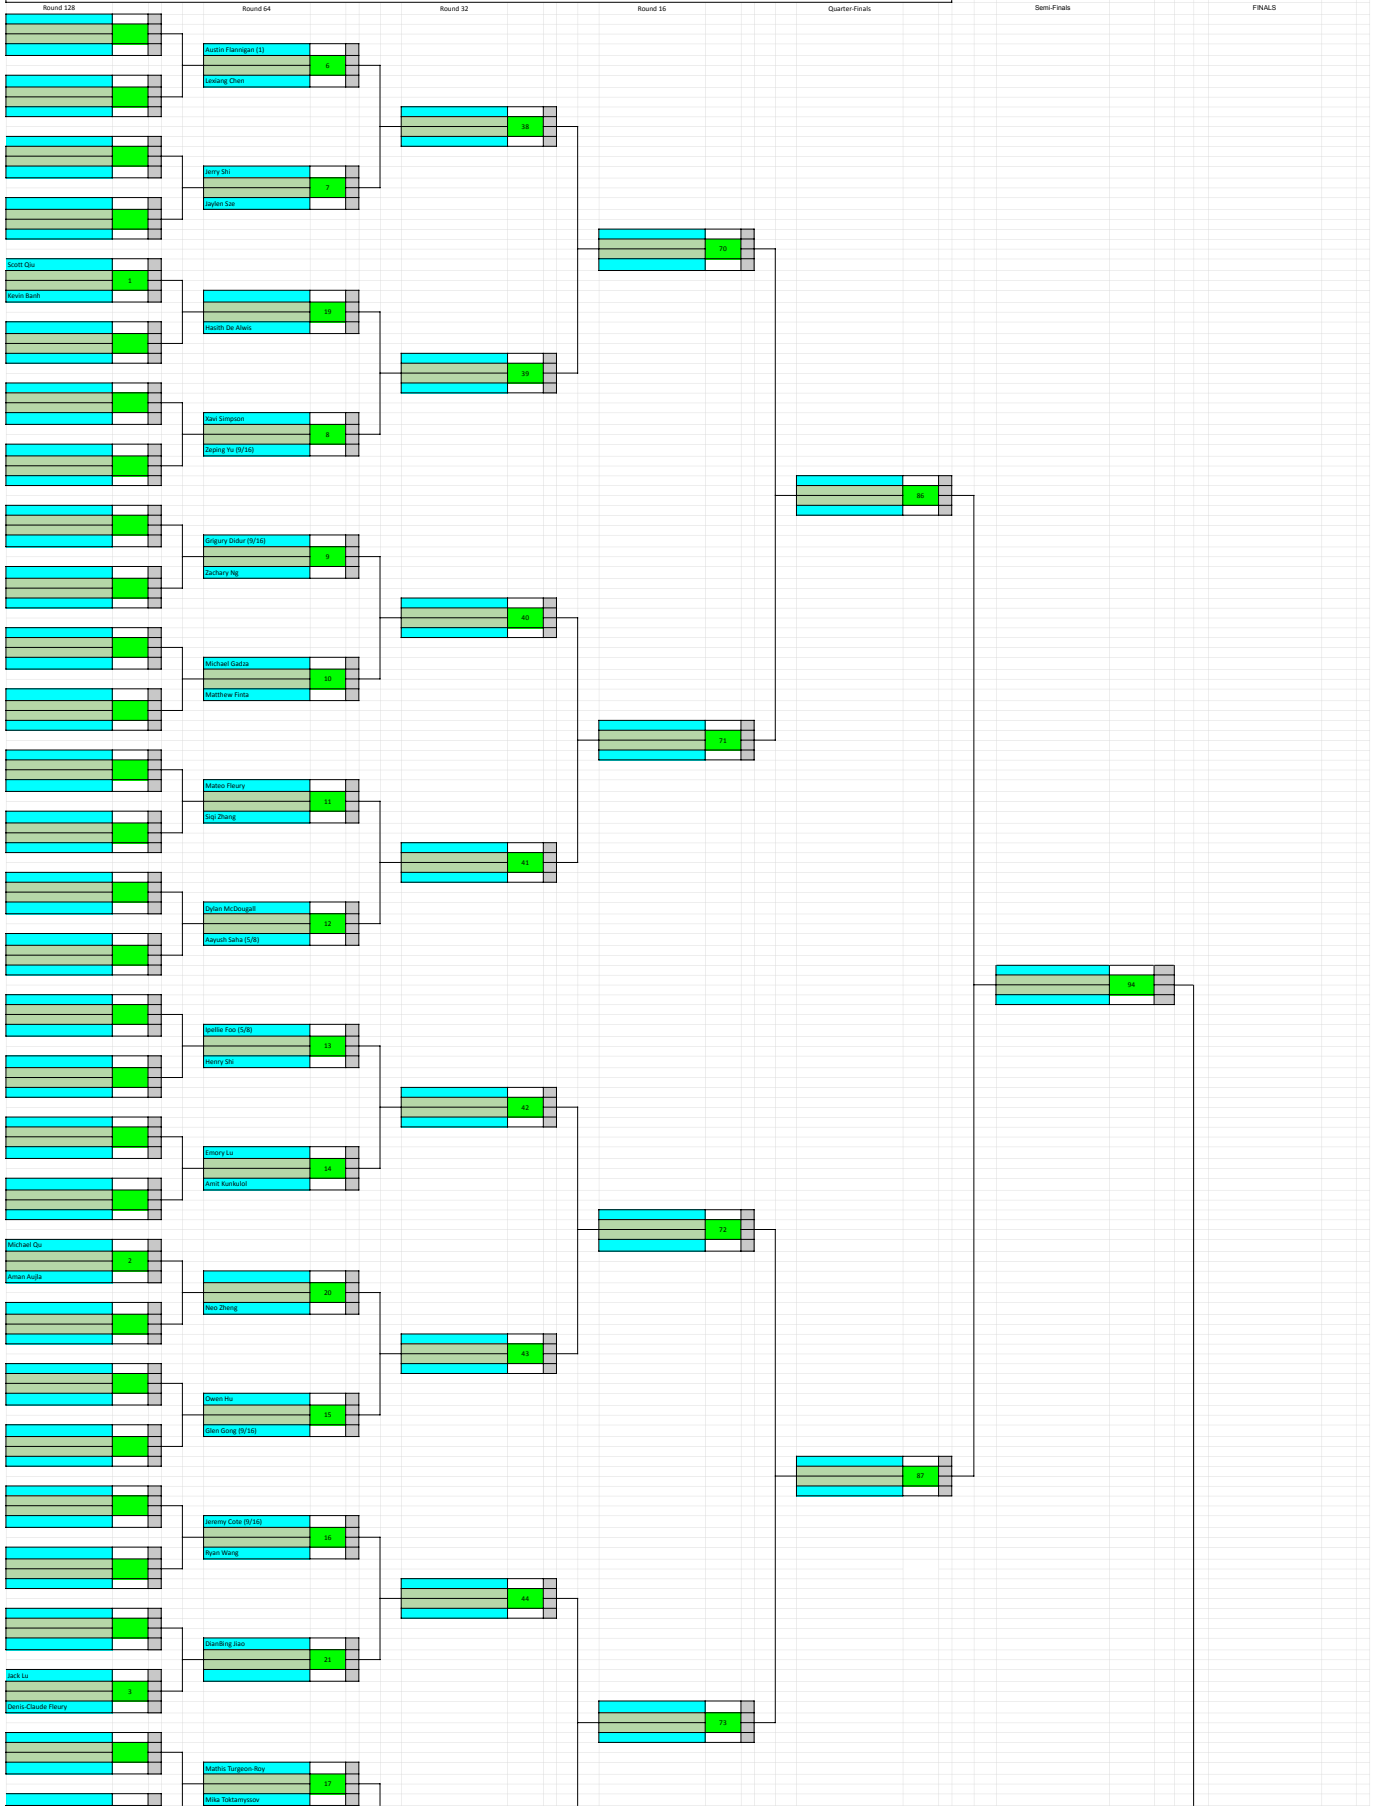 Round 128
Round 64
Round 32
Round 16
Quarter-Finals
Semi-Finals
FINALS
Austin Flannigan (1)
6
Lexiang Chen
38
Jerry Shi
7
Jaylen Sze
70
Scott Qiu
1
Kevin Banh
19
Hasith De Alwis
39
Xavi Simpson
8
Zeping Yu (9/16)
86
Grigury Didur (9/16)
9
Zachary Ng
40
Michael Gadza
10
Matthew Finta
71
Mateo Fleury
11
Siqi Zhang
41
Dylan McDougall
12
Aayush Saha (5/8)
94
Ipellie Foo (5/8)
13
Henry Shi
42
Emory Lu
14
Amit Kunkulol
72
Michael Qu
2
Aman Aujla
20
Neo Zheng
43
Owen Hu
15
Glen Gong (9/16)
87
Jeremy Cote (9/16)
16
Ryan Wang
44
DianBing Jiao
21
Jack Lu
3
Denis-Claude Fleury
73
Mathis Turgeon-Roy
17
Mika Toktamyssov